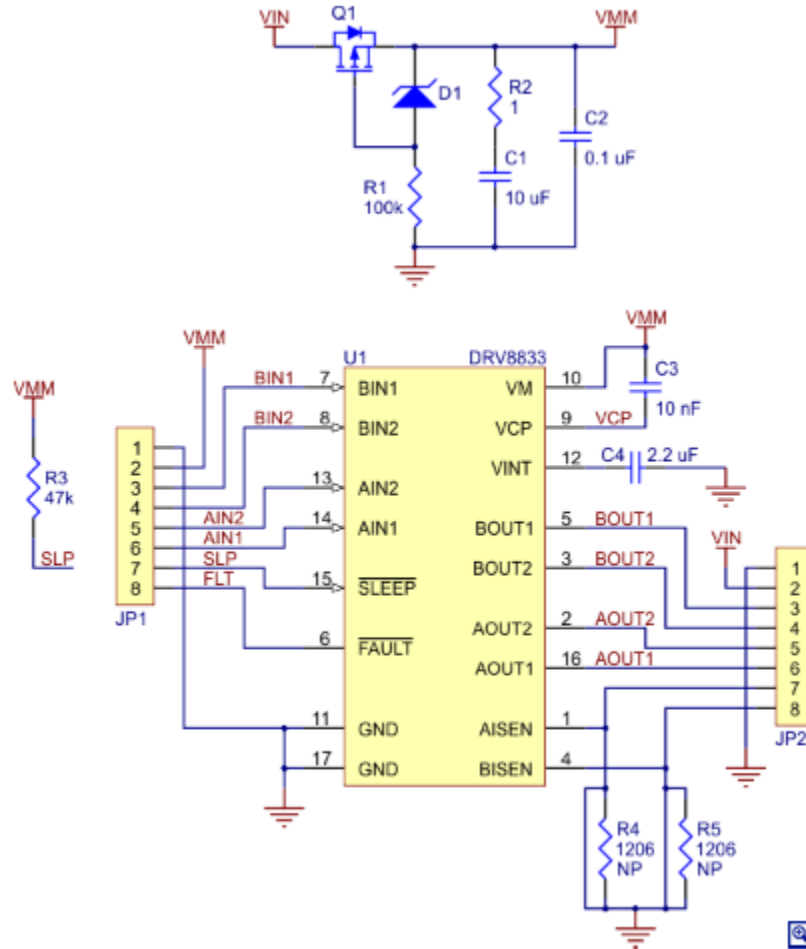 Q1
VIN
VMM
D1
R2
1
C2
0.1 uF
C1
10 uF
R1
100k
VMM
VMM
U1
DRV8833
C3
10 nF
VMM
R3
47k
SLP
1
2
3
4
5
6
7
8
JP1
BIN1
BIN2
AIN2
AIN1
SLP
FLT
7
8
13
14
15
6
11
17
BIN1
BIN2
AIN2
AIN1
SLEEP
FAULT
GND
GND
VM
VCP
VINT
BOUT1
BOUT2
AOUT2
AOUT1
AISEN
BISEN
10
9
12
5
3
2
16
1
4
VCP
C4 2.2 uF
BOUT1
BOUT2
AOUT2
AOUT1
VIN
1
2
3
4
5
6
7
8
JP2
R4
1206
NP
R5
1206
NP